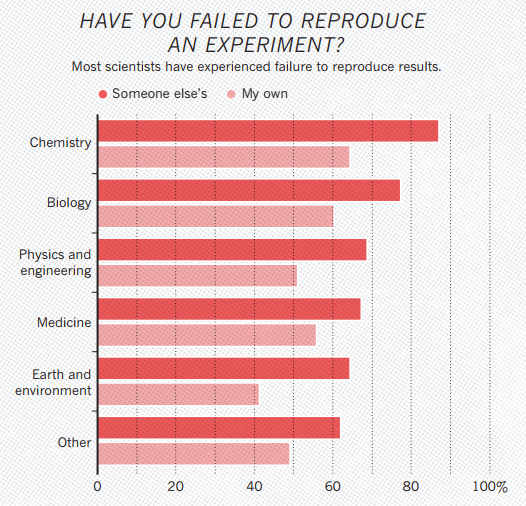 HAVE YOU FAILED TO REPRODUCE
AN EXPERIMENT?
Most scientists have experienced failure to reproduce results.
Someone else's My own
Chemistry
Biology
Physics and
engineering
Medicine
Earth and
environment
Other
0 20 40 60 80 100%